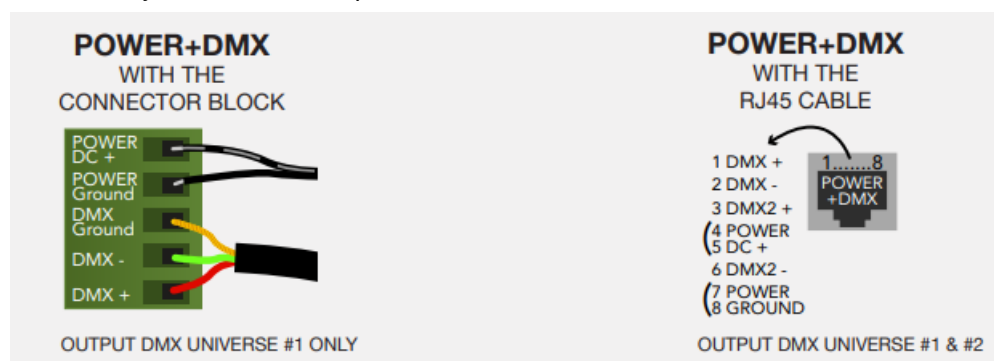 POWER+DMX
WITH THE
CONNECTOR BLOCK
POWER
DC +
POWER
Ground
DMX
Ground
DMX -
DMX +
OUTPUT DMX UNIVERSE #1 ONLY
POWER+DMX
WITH THE
RJ45 CABLE
1 DMX +
2 DMX -
3 DMX2 +
(4 POWER
5 DC +
6 DMX2 -
(7 POWER
8 GROUND
1.......8
POWER
+DMX
OUTPUT DMX UNIVERSE #1 & #2